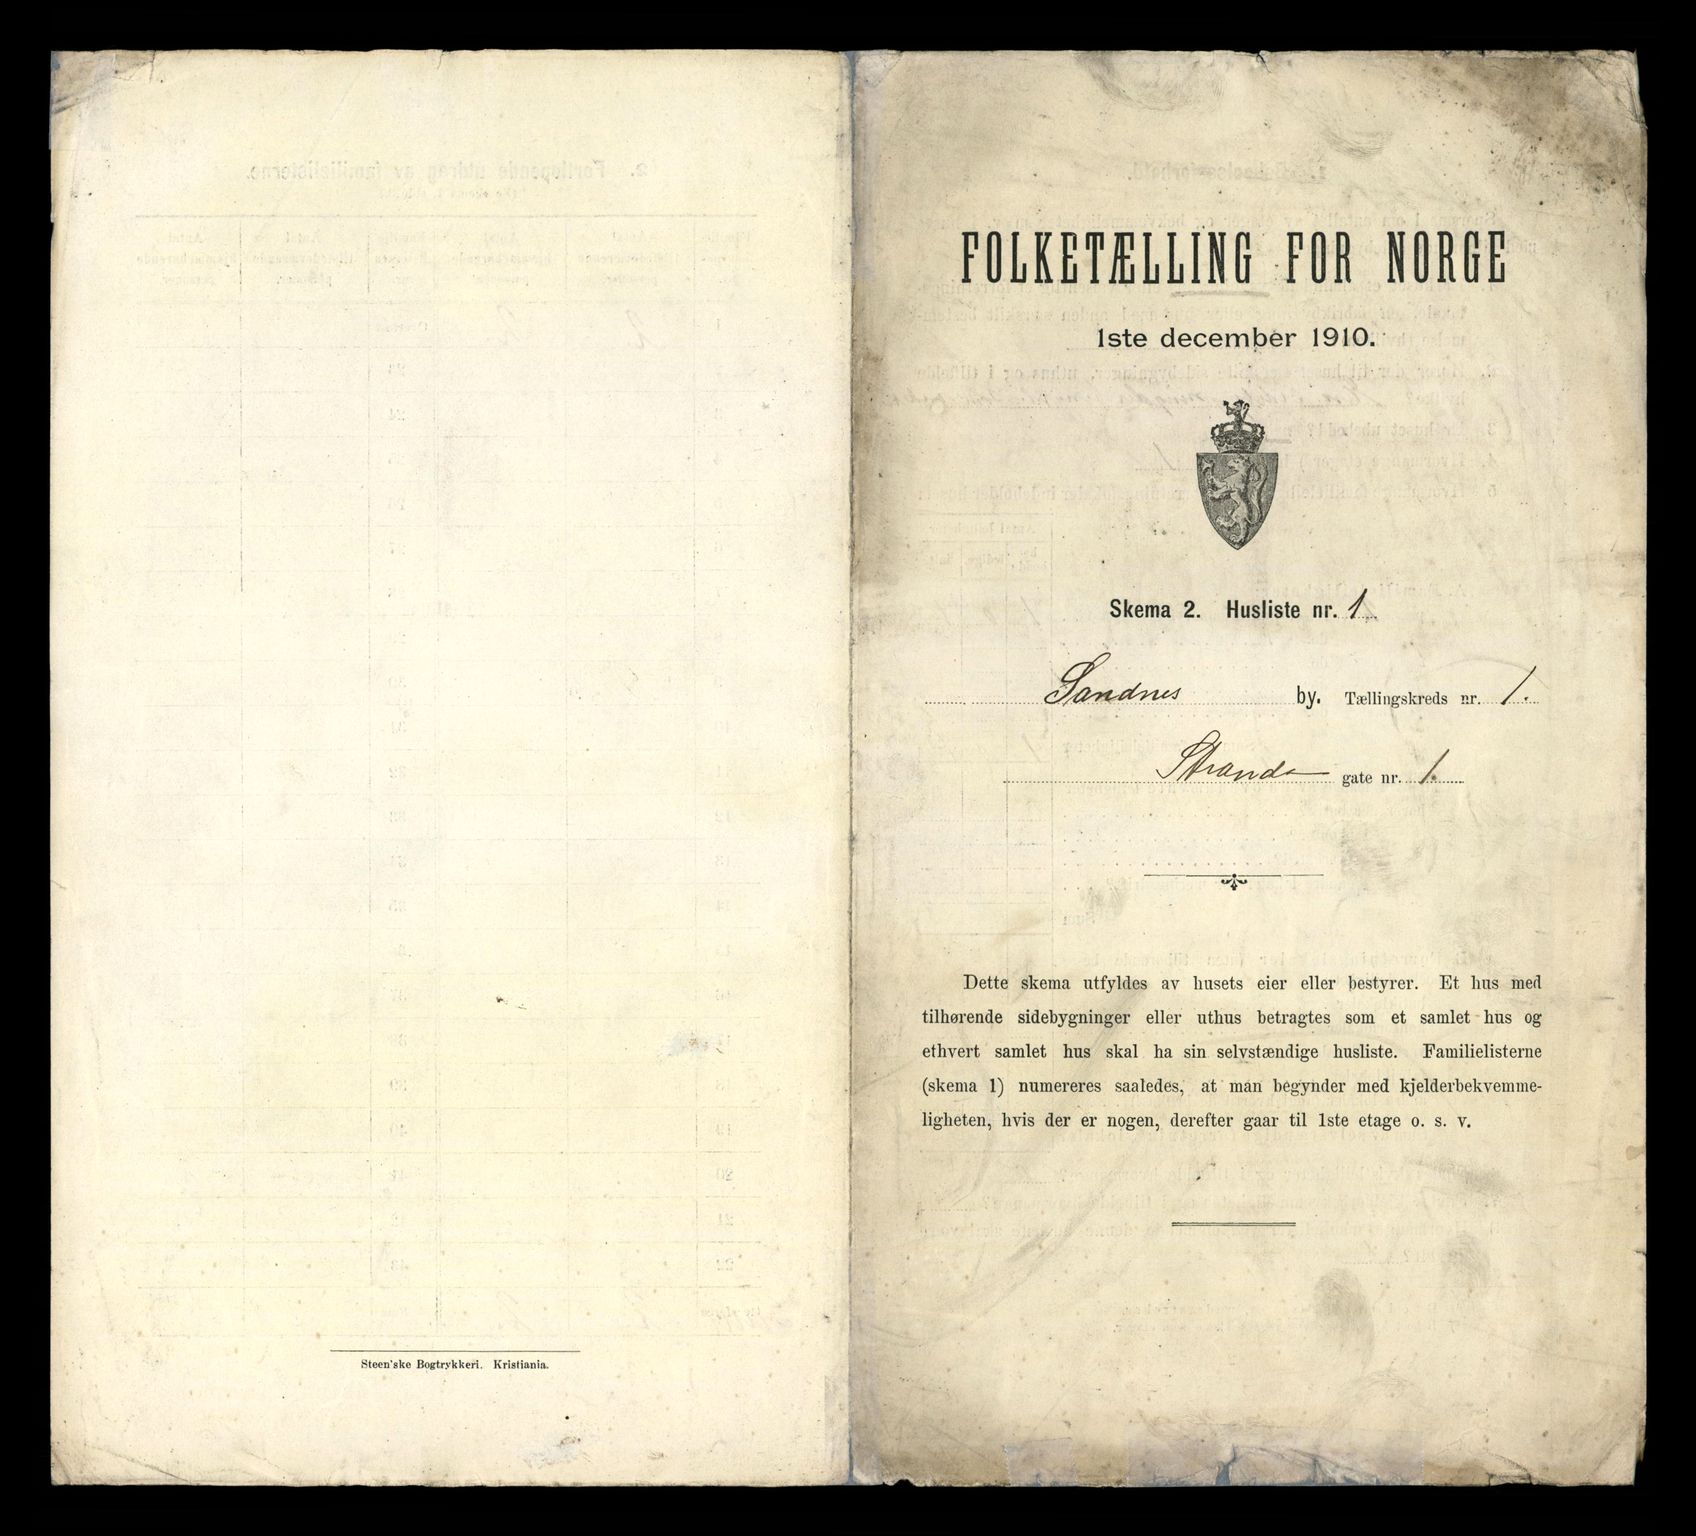 FOLKETÆLLING FOR NORGE
1ste december 1910.
Skema 2. Husliste nr. 1
Sandnes by. Tællingskreds nr. 1.
Strand gate nr. 1.
Dette skema utfyldes av husets eier eller bestyrer. Et hus med
tilhørende sidebygninger eller uthus betragtes som et samlet hus og
ethvert samlet hus skal ha sin selvstændige husliste. Familielisterne
(skema 1) numereres saaledes, at man begynder med kjelderbekvemme-
ligheten, hvis der er nogen, derefter gaar til 1ste etage o. s. v.
Steen'ske Bogtrykkeri. Kristiania.